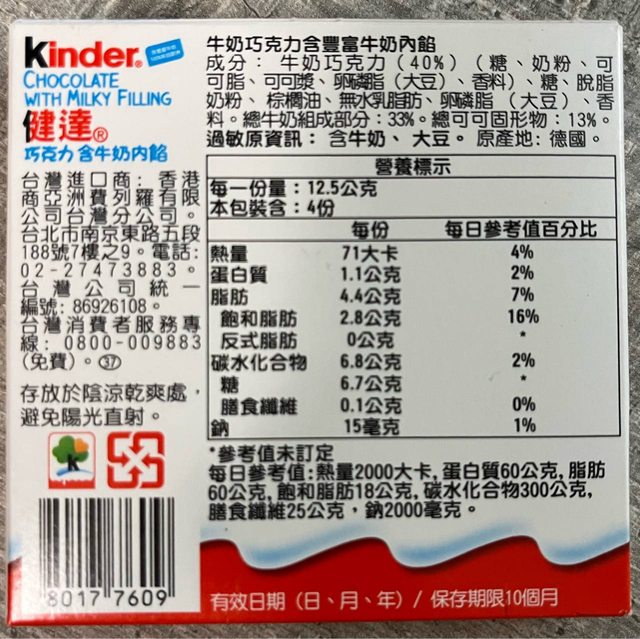 Kinder®
CHOCOLATE
WITH MILKY FILLING
健達®
巧克力 含牛奶內餡
台灣進口商: 香港
商亞洲費列羅有限
公司台灣分公司。
台北市南京東路五段
188號7樓之9。電話:
02-27473883。
台灣公司統一
編號: 86926108。
台灣消費者服務專
線: 0800-009883
(免費)。㊲
存放於陰涼乾爽處，
避免陽光直射。
K
8017 7609
牛奶巧克力含豐富牛奶內餡
成分： 牛奶巧克力 (40%) (糖、奶粉、可
可脂、可可漿、卵磷脂 (大豆)、香料)、糖、脫脂
奶粉、棕櫚油、無水乳脂肪、卵磷脂 (大豆)、香
料。總牛奶組成部分：33%。總可可固形物：13%。
過敏原資訊： 含牛奶、大豆。 原產地: 德國。
營養標示
每一份量：12.5公克
本包裝含：4份
每份 每日參考值百分比
熱量 71大卡 4%
蛋白質 1.1公克 2%
脂肪 4.4公克 7%
飽和脂肪 2.8公克 16%
反式脂肪 0公克 *
碳水化合物 6.8公克 2%
糖 6.7公克 *
膳食纖維 0.1公克 0%
鈉 15毫克 1%
*參考值未訂定
每日參考值:熱量2000大卡, 蛋白質60公克, 脂肪
60公克, 飽和脂肪18公克, 碳水化合物300公克,
膳食纖維25公克，鈉2000毫克。
有效日期 (日、月、年) / 保存期限10個月